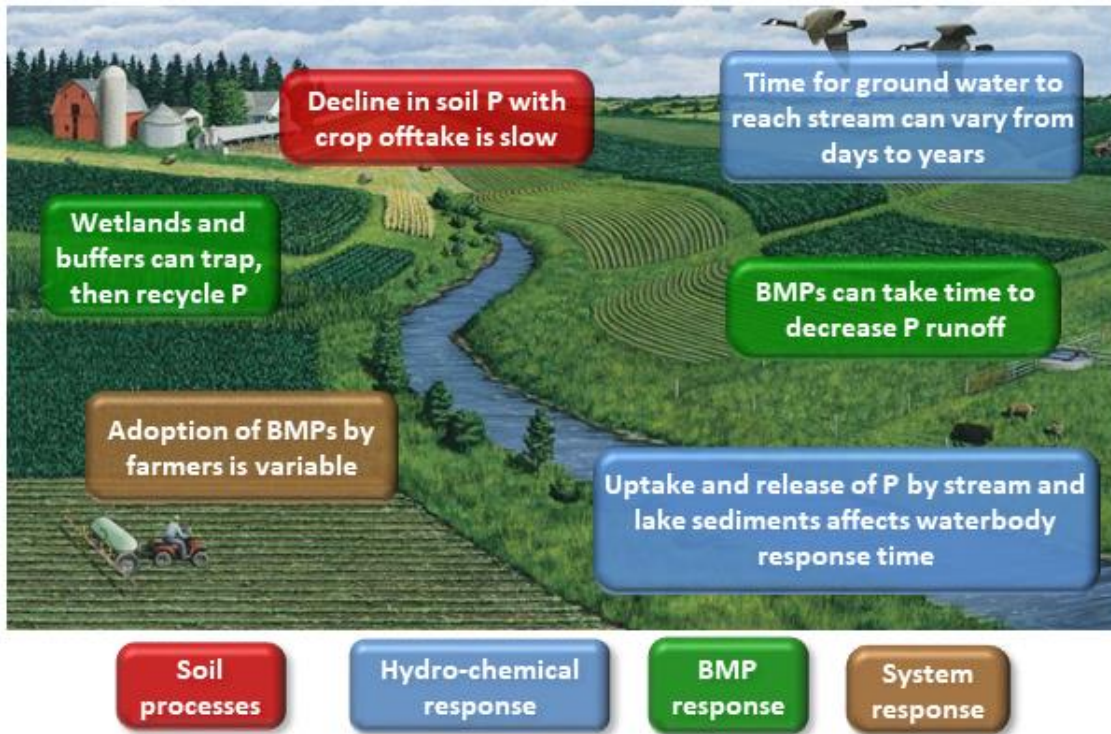 Decline in soil P with
crop offtake is slow
Time for ground water to
reach stream can vary from
days to years
Wetlands and
buffers can trap,
then recycle P
BMPs can take time to
decrease P runoff
Adoption of BMPs by
farmers is variable
Uptake and release of P by stream and
lake sediments affects waterbody
response time
Soil
processes
Hydro-chemical
response
BMP
response
System
response